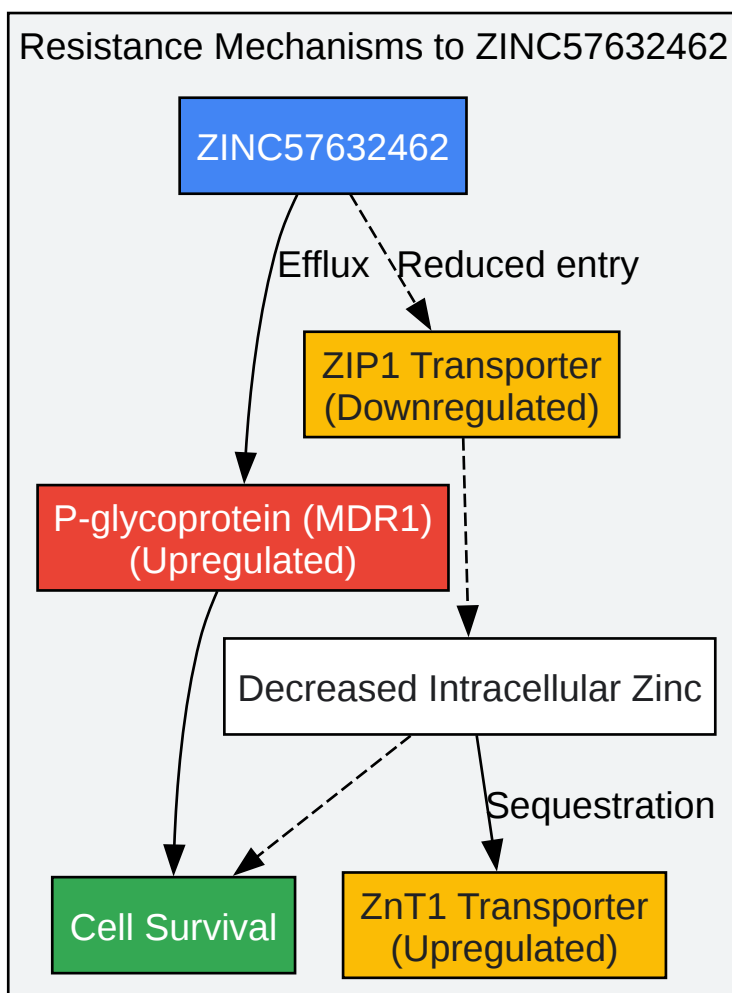 Resistance Mechanisms to ZINC57632462
ZINC57632462
Efflux
Reduced entry
ZIP1 Transporter
(Downregulated)
P-glycoprotein (MDR1)
(Upregulated)
Decreased Intracellular Zinc
Sequestration
Cell Survival
ZnT1 Transporter
(Upregulated)